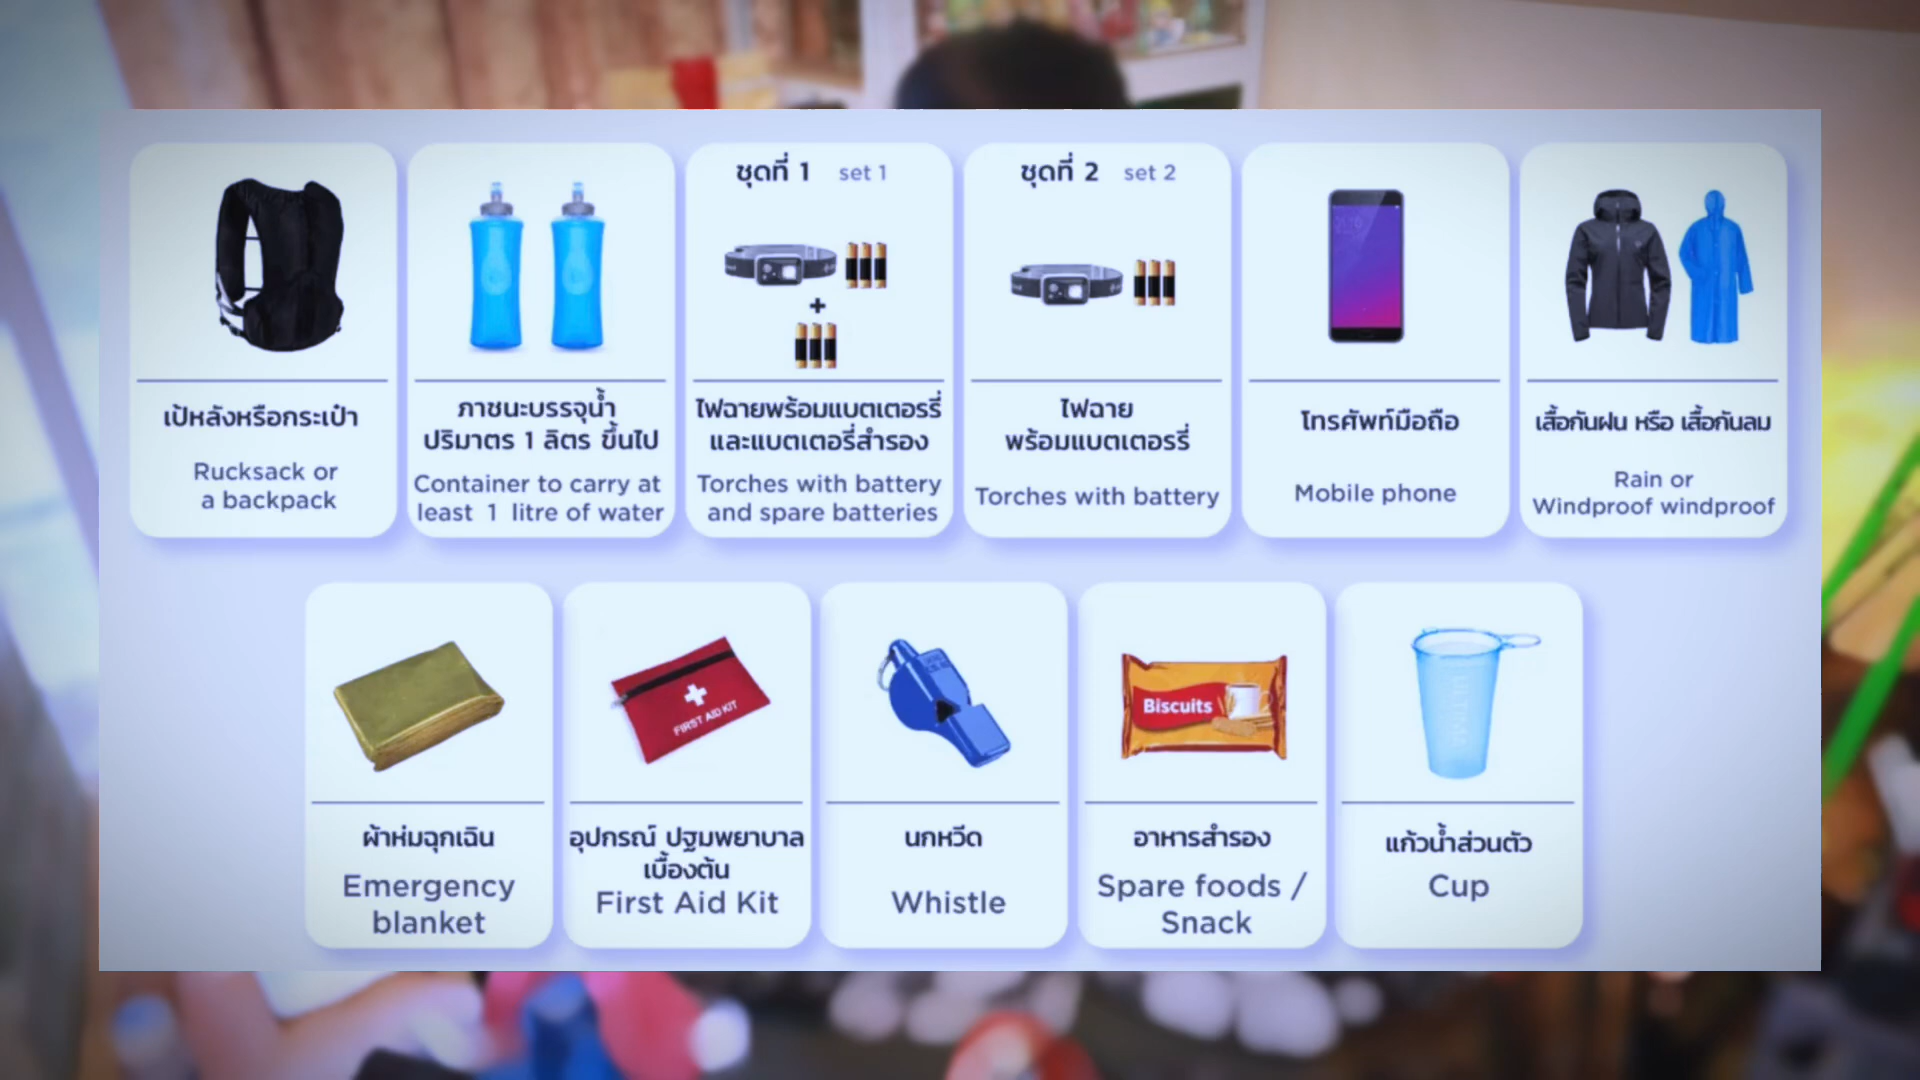 ชุดที่ 1 set 1
ชุดที่ 2 set 2
เป้หลังหรือกระเป๋า
Rucksack or
a backpack
ภาชนะบรรจุน้ำ
ปริมาตร 1 ลิตร ขึ้นไป
Container to carry at
least 1 litre of water
ไฟฉายพร้อมแบตเตอรรี่
และแบตเตอรี่สำรอง
Torches with battery
and spare batteries
ไฟฉาย
พร้อมแบตเตอรรี่
Torches with battery
โทรศัพท์มือถือ
Mobile phone
เสื้อกันฝน หรือ เสื้อกันลม
Rain or
Windproof windproof
FIRST AID KIT
Biscuits
ผ้าห่มฉุกเฉิน
Emergency
blanket
อุปกรณ์ ปฐมพยาบาล
เบื้องต้น
First Aid Kit
นกหวีด
Whistle
อาหารสำรอง
Spare foods /
Snack
แก้วน้ำส่วนตัว
Cup